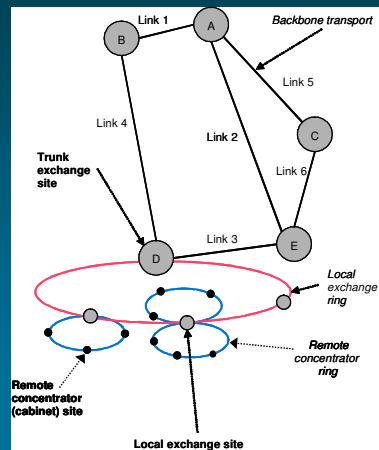 Link 1
A
B
Backbone transport
Link 5
Link 4
Link 2
C
Trunk
exchange
site
Link 6
D
Link 3
E
Local
exchange
ring
Remote
concentrator
ring
Remote
concentrator
(cabinet) site
Local exchange site